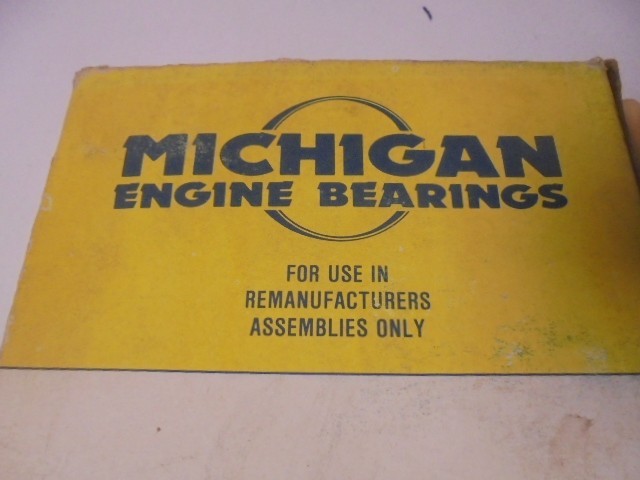 MICHIGAN
ENGINE BEARINGS
FOR USE IN
REMANUFACTURERS
ASSEMBLIES ONLY